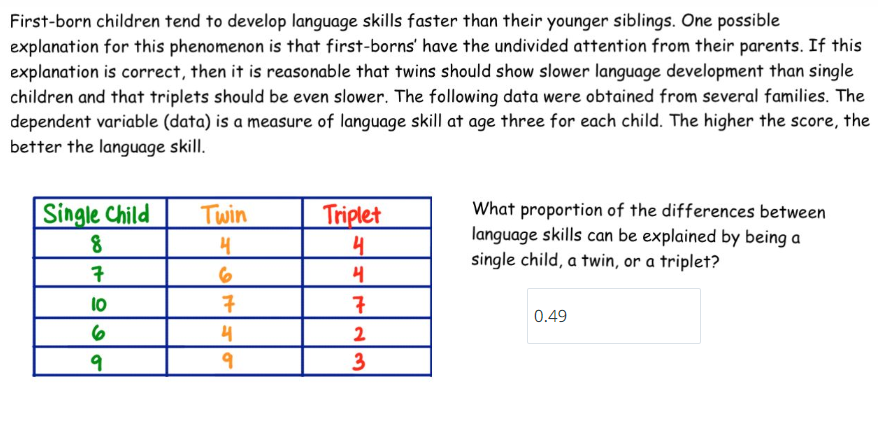 First-born children tend to develop language skills faster than their younger siblings. One possible
explanation for this phenomenon is that first-borns' have the undivided attention from their parents. If this
explanation is correct, then it is reasonable that twins should show slower language development than single
children and that triplets should be even slower. The following data were obtained from several families. The
dependent variable (data) is a measure of language skill at age three for each child. The higher the score, the
better the language skill.
Single Child Twin Triplet
8 4 4
7 6 4
10 7 7
6 4 2
9 9 3
What proportion of the differences between
language skills can be explained by being a
single child, a twin, or a triplet?
0.49